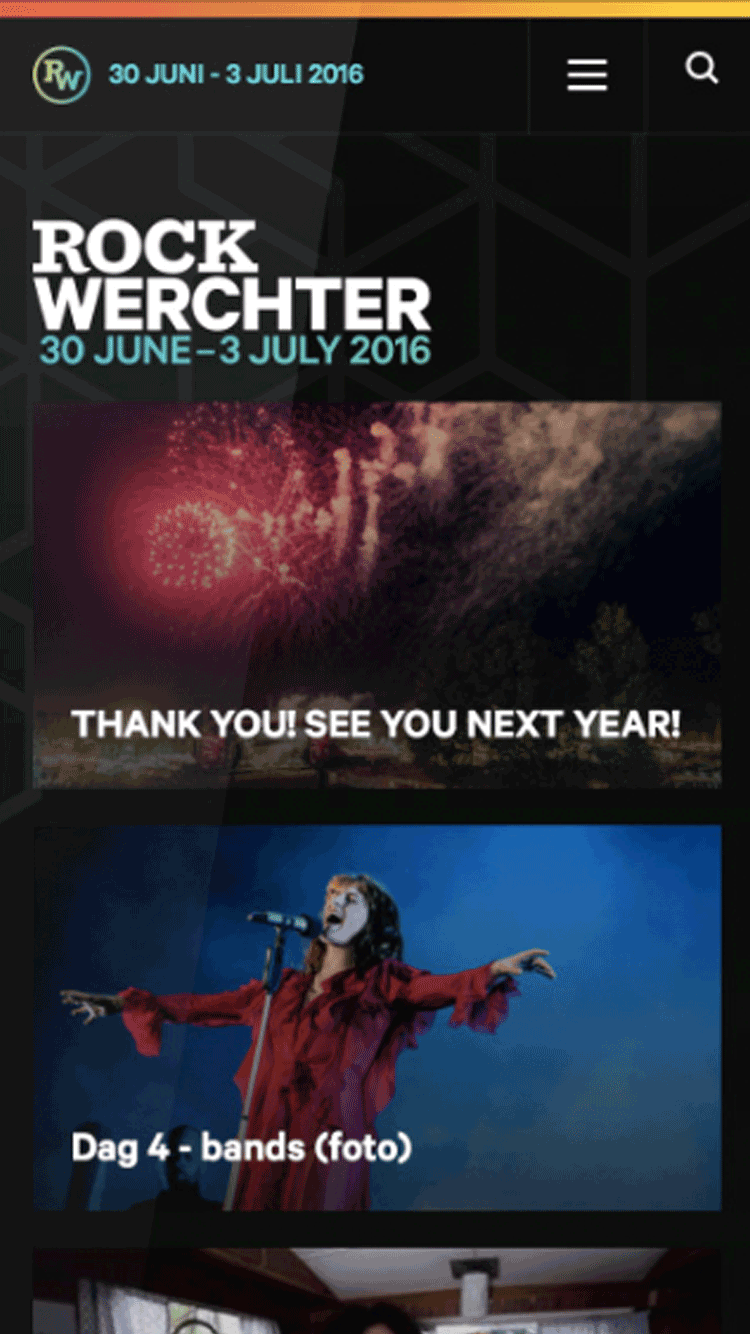 RW 30 JUNI - 3 JULI 2016
ROCK
WERCHTER
30 JUNE – 3 JULY 2016
THANK YOU! SEE YOU NEXT YEAR!
Dag 4 - bands (foto)